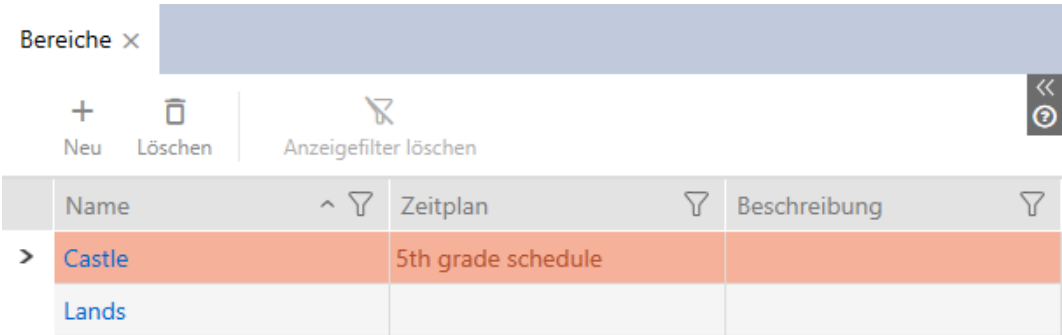 Bereiche
Neu Löschen Anzeigefilter löschen
Name Zeitplan Beschreibung
Castle 5th grade schedule
Lands